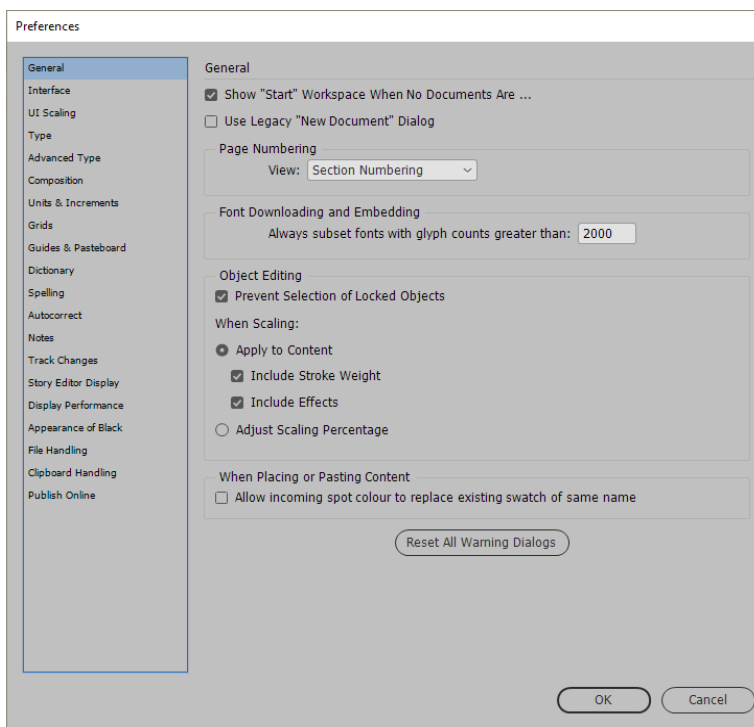 Preferences
General
Interface
UI Scaling
Type
Advanced Type
Composition
Units & Increments
Grids
Guides & Pasteboard
Dictionary
Spelling
Autocorrect
Notes
Track Changes
Story Editor Display
Display Performance
Appearance of Black
File Handling
Clipboard Handling
Publish Online
General
Show "Start" Workspace When No Documents Are ...
Use Legacy "New Document" Dialog
Page Numbering
View: Section Numbering
Font Downloading and Embedding
Always subset fonts with glyph counts greater than: 2000
Object Editing
Prevent Selection of Locked Objects
When Scaling:
Apply to Content
Include Stroke Weight
Include Effects
Adjust Scaling Percentage
When Placing or Pasting Content
Allow incoming spot colour to replace existing swatch of same name
Reset All Warning Dialogs
OK Cancel